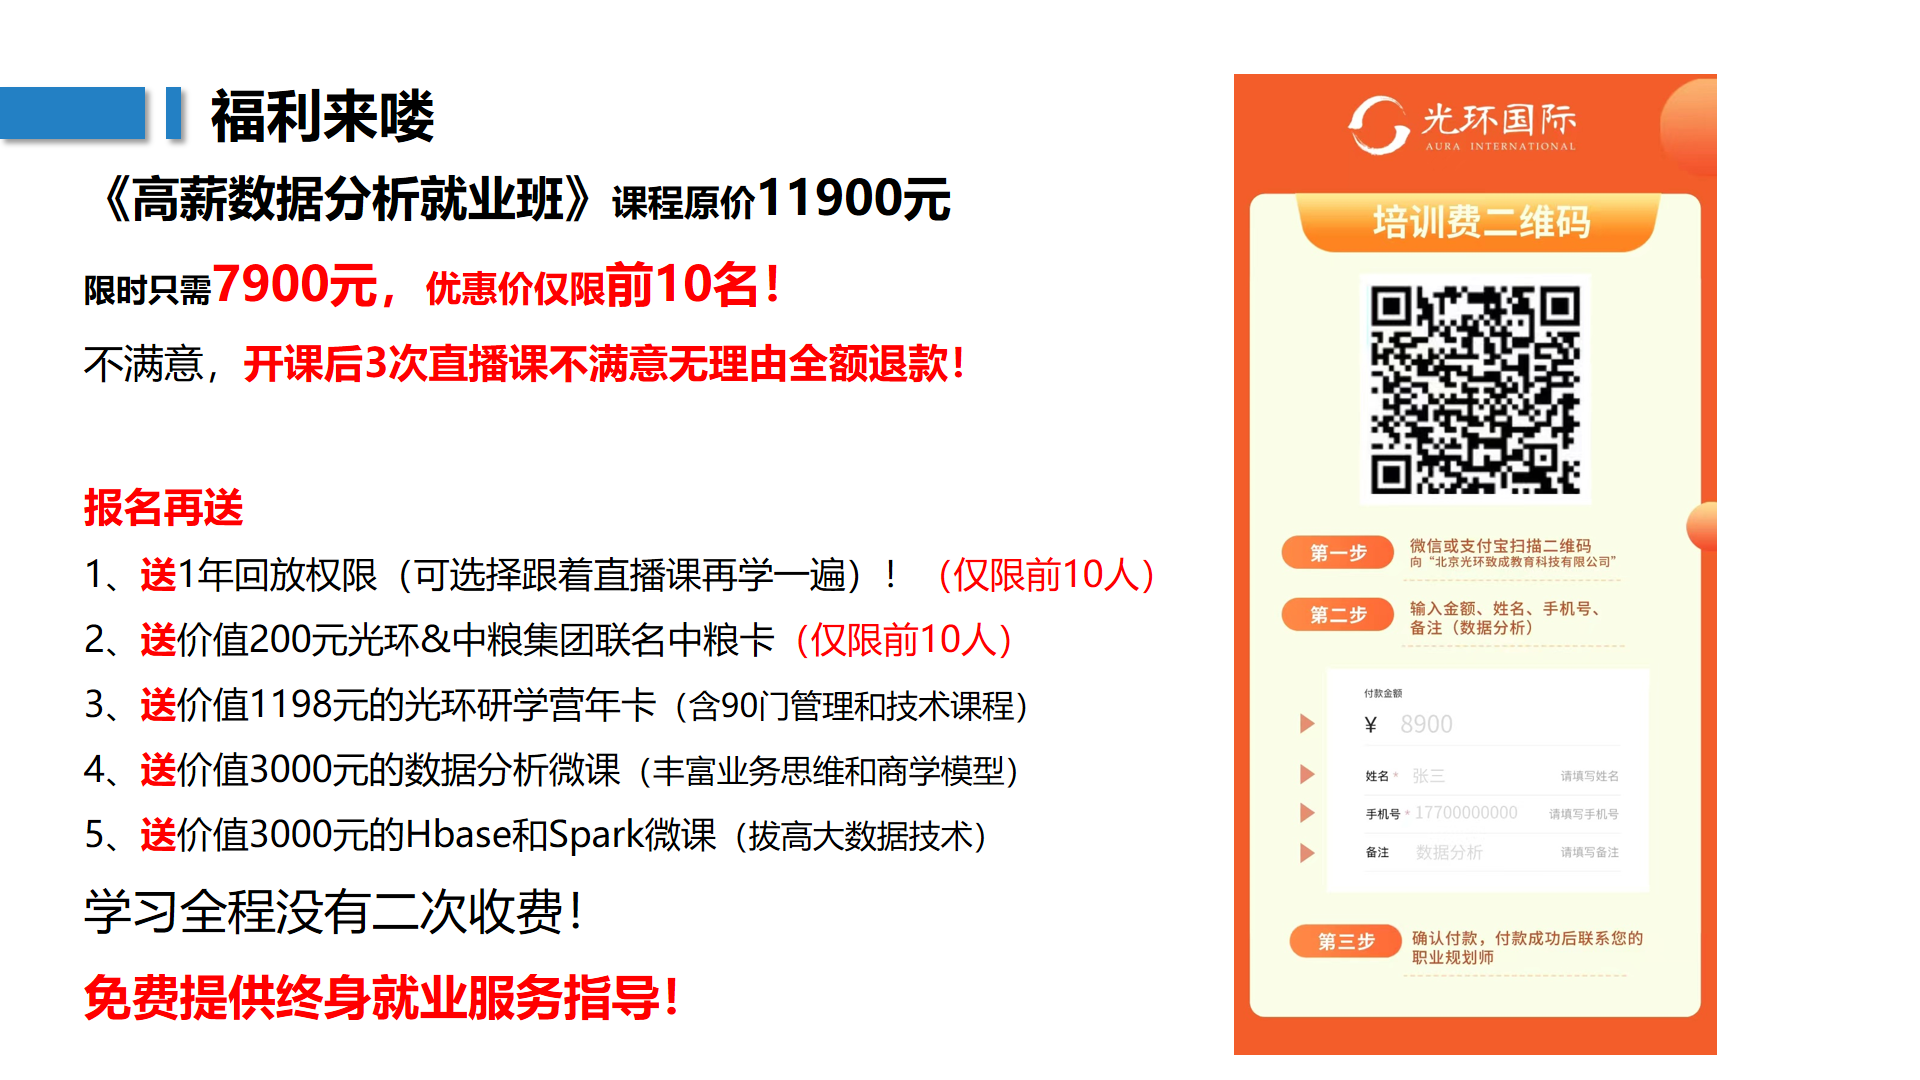 福利来喽
《高薪数据分析就业班》课程原价11900元
限时只需7900元，优惠价仅限前10名！
不满意，开课后3次直播课不满意无理由全额退款！
报名再送
1、送1年回放权限（可选择跟着直播课再学一遍）！（仅限前10人）
2、送价值200元光环&中粮集团联名中粮卡（仅限前10人）
3、送价值1198元的光环研学营年卡（含90门管理和技术课程）
4、送价值3000元的数据分析微课（丰富业务思维和商学模型）
5、送价值3000元的Hbase和Spark微课（拔高大数据技术）
学习全程没有二次收费！
免费提供终身就业服务指导！
光环国际
AURA INTERNATIONAL
培训费二维码
第一步 微信或支付宝扫描二维码
向“北京光环致成教育科技有限公司”
第二步 输入金额、姓名、手机号、
备注（数据分析）
付款金额
¥ 8900
姓名 * 张三 请填写姓名
手机号 * 17700000000 请填写手机号
备注 数据分析 请填写备注
第三步 确认付款，付款成功后联系您的
职业规划师